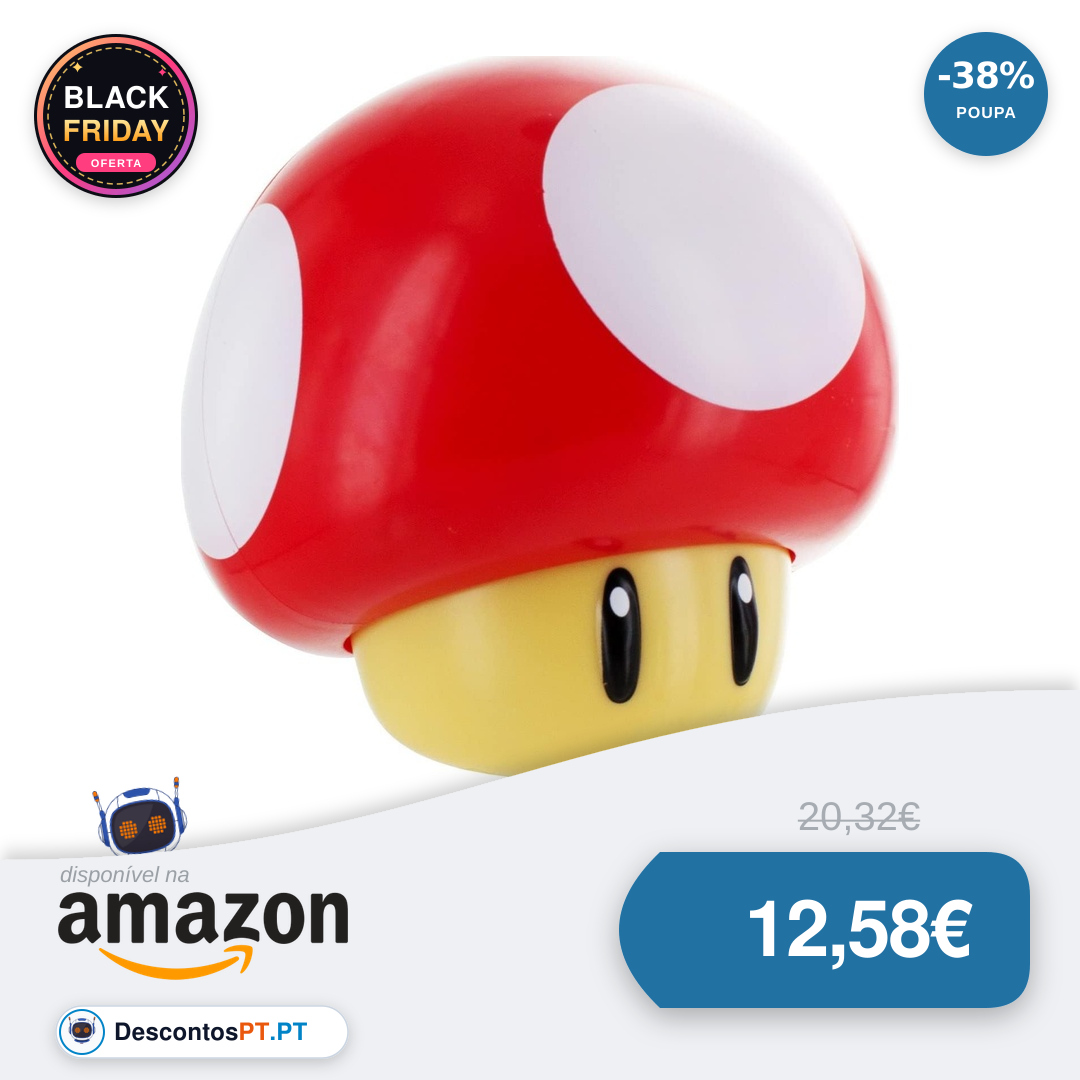 BLACK
FRIDAY
OFERTA
-38%
POUPA
20,32€
12,58€
disponível na
amazon
DescontosPT.PT